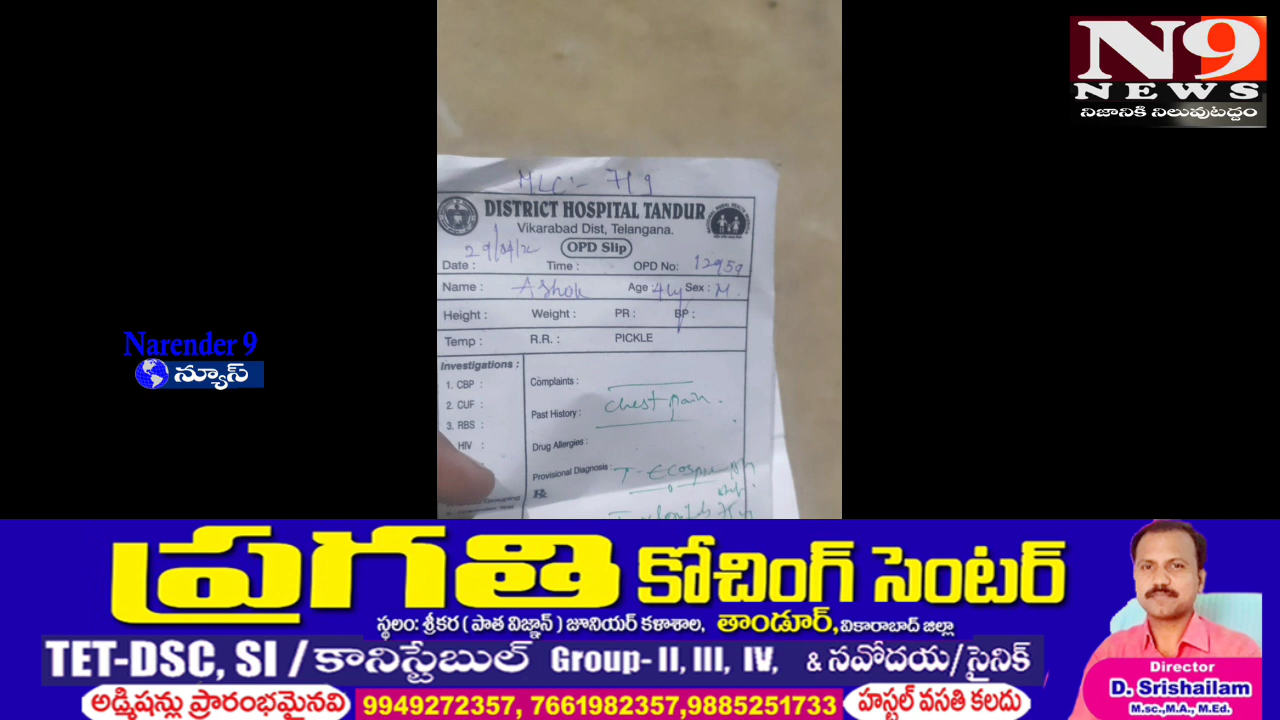 N9
NEWS
నిజానికి నిలువుటద్దం
MLC:- 719
DISTRICT HOSPITAL TANDUR
Vikarabad Dist, Telangana.
OPD Slip
Date : Time : OPD No: 12959
Name : Ashok Age Sex : M.
Height : Weight : PR : BP :
Temp : R.R. : PICKLE
Investigations :
1. CBP :
2. CUF :
3. RBS :
HIV :
Complaints :
chest pain.
Past History :
Drug Allergies :
Provisional Diagnosis :
Rx
Narender 9
న్యూస్
ప్రగతి కోచింగ్ సెంటర్
స్థలం: శ్రీకర ( పాత విజ్ఞాన్ ) జూనియర్ కళాశాల, తాండూర్, వికారాబాద్ జిల్లా
TET-DSC, SI / కానిస్టేబుల్ Group- II, III, IV, & నవోదయ/సైనిక్
అడ్మిషన్లు ప్రారంభమైనవి 9949272357, 7661982357,9885251733 హాస్టల్ వసతి కలదు
Director
D. Srishailam
M.sc.,M.A., M.Ed.